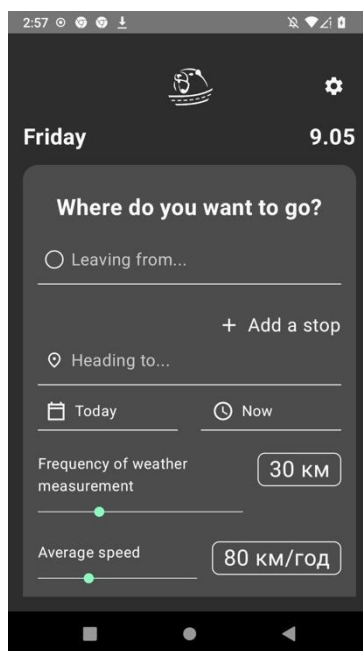 2:57
Friday 9.05
Where do you want to go?
Leaving from...
+ Add a stop
Heading to...
Today Now
Frequency of weather
measurement
30 км
Average speed 80 км/год